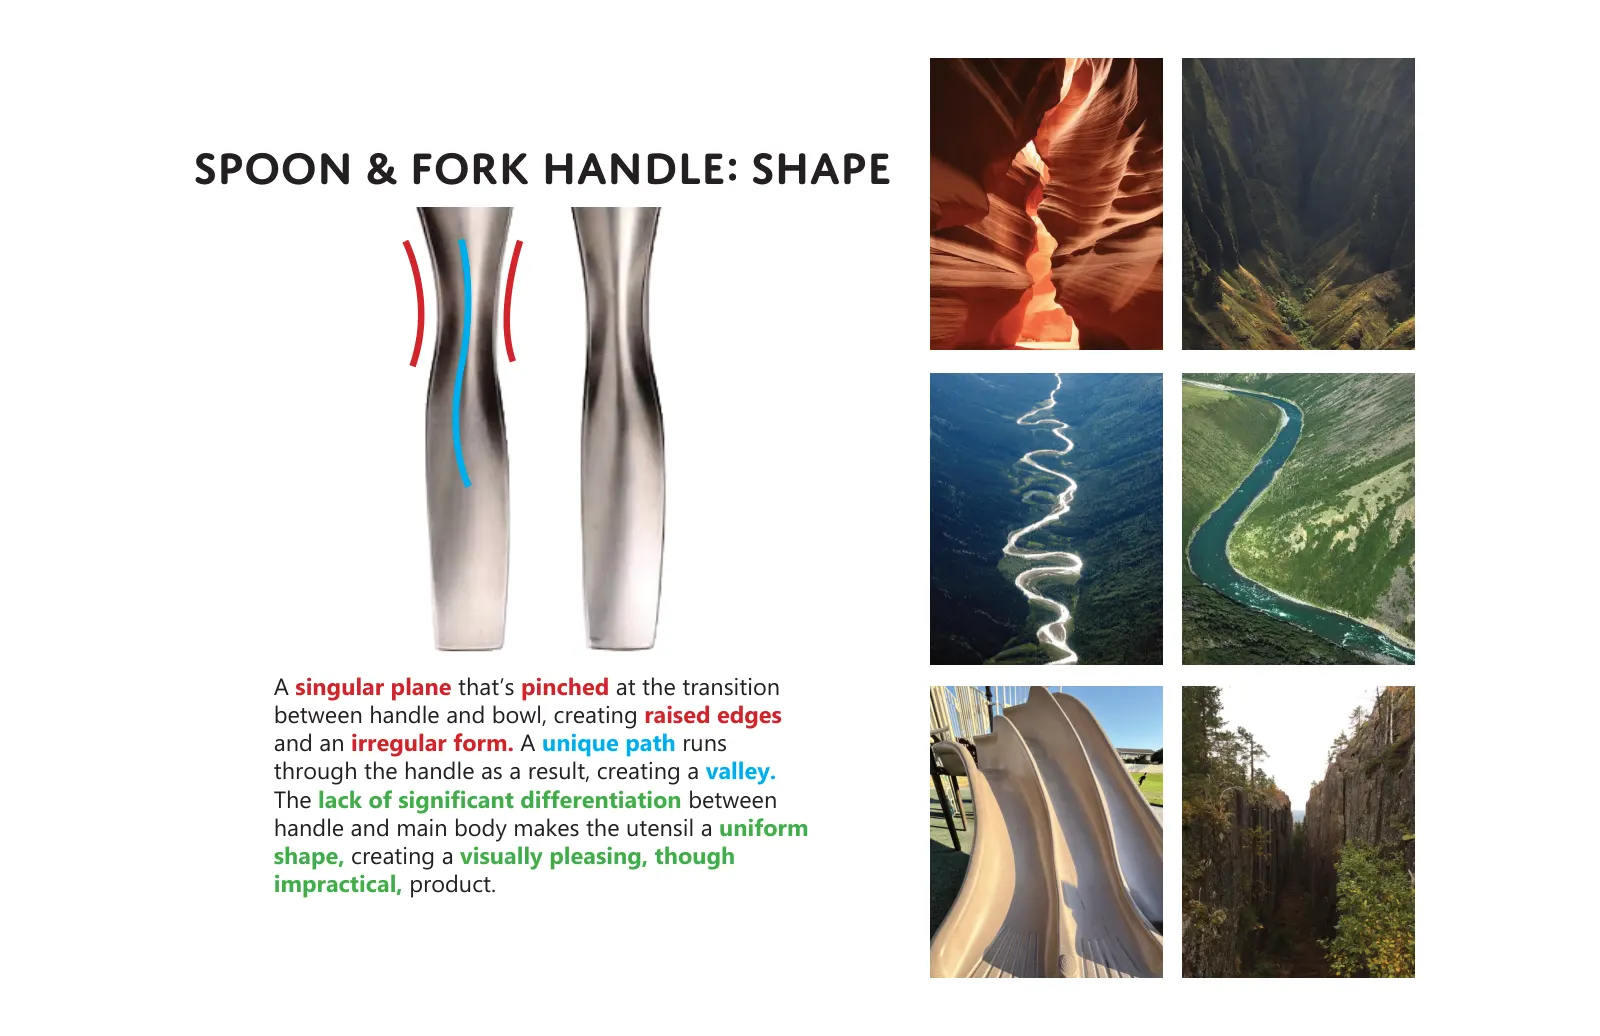 SPOON & FORK HANDLE: SHAPE
A singular plane that's pinched at the transition
between handle and bowl, creating raised edges
and an irregular form. A unique path runs
through the handle as a result, creating a valley.
The lack of significant differentiation between
handle and main body makes the utensil a uniform
shape, creating a visually pleasing, though
impractical, product.